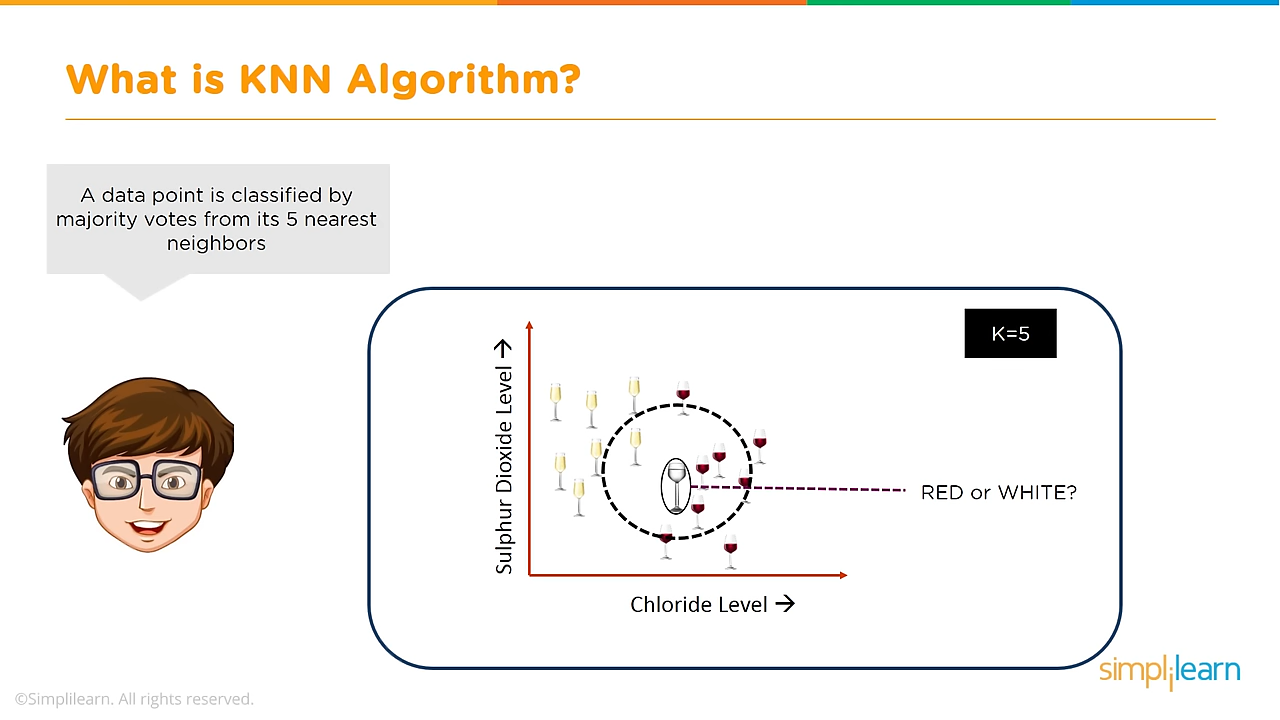 What is KNN Algorithm?
A data point is classified by
majority votes from its 5 nearest
neighbors
K=5
Sulphur Dioxide Level →
RED or WHITE?
Chloride Level →
simplilearn
©Simplilearn. All rights reserved.